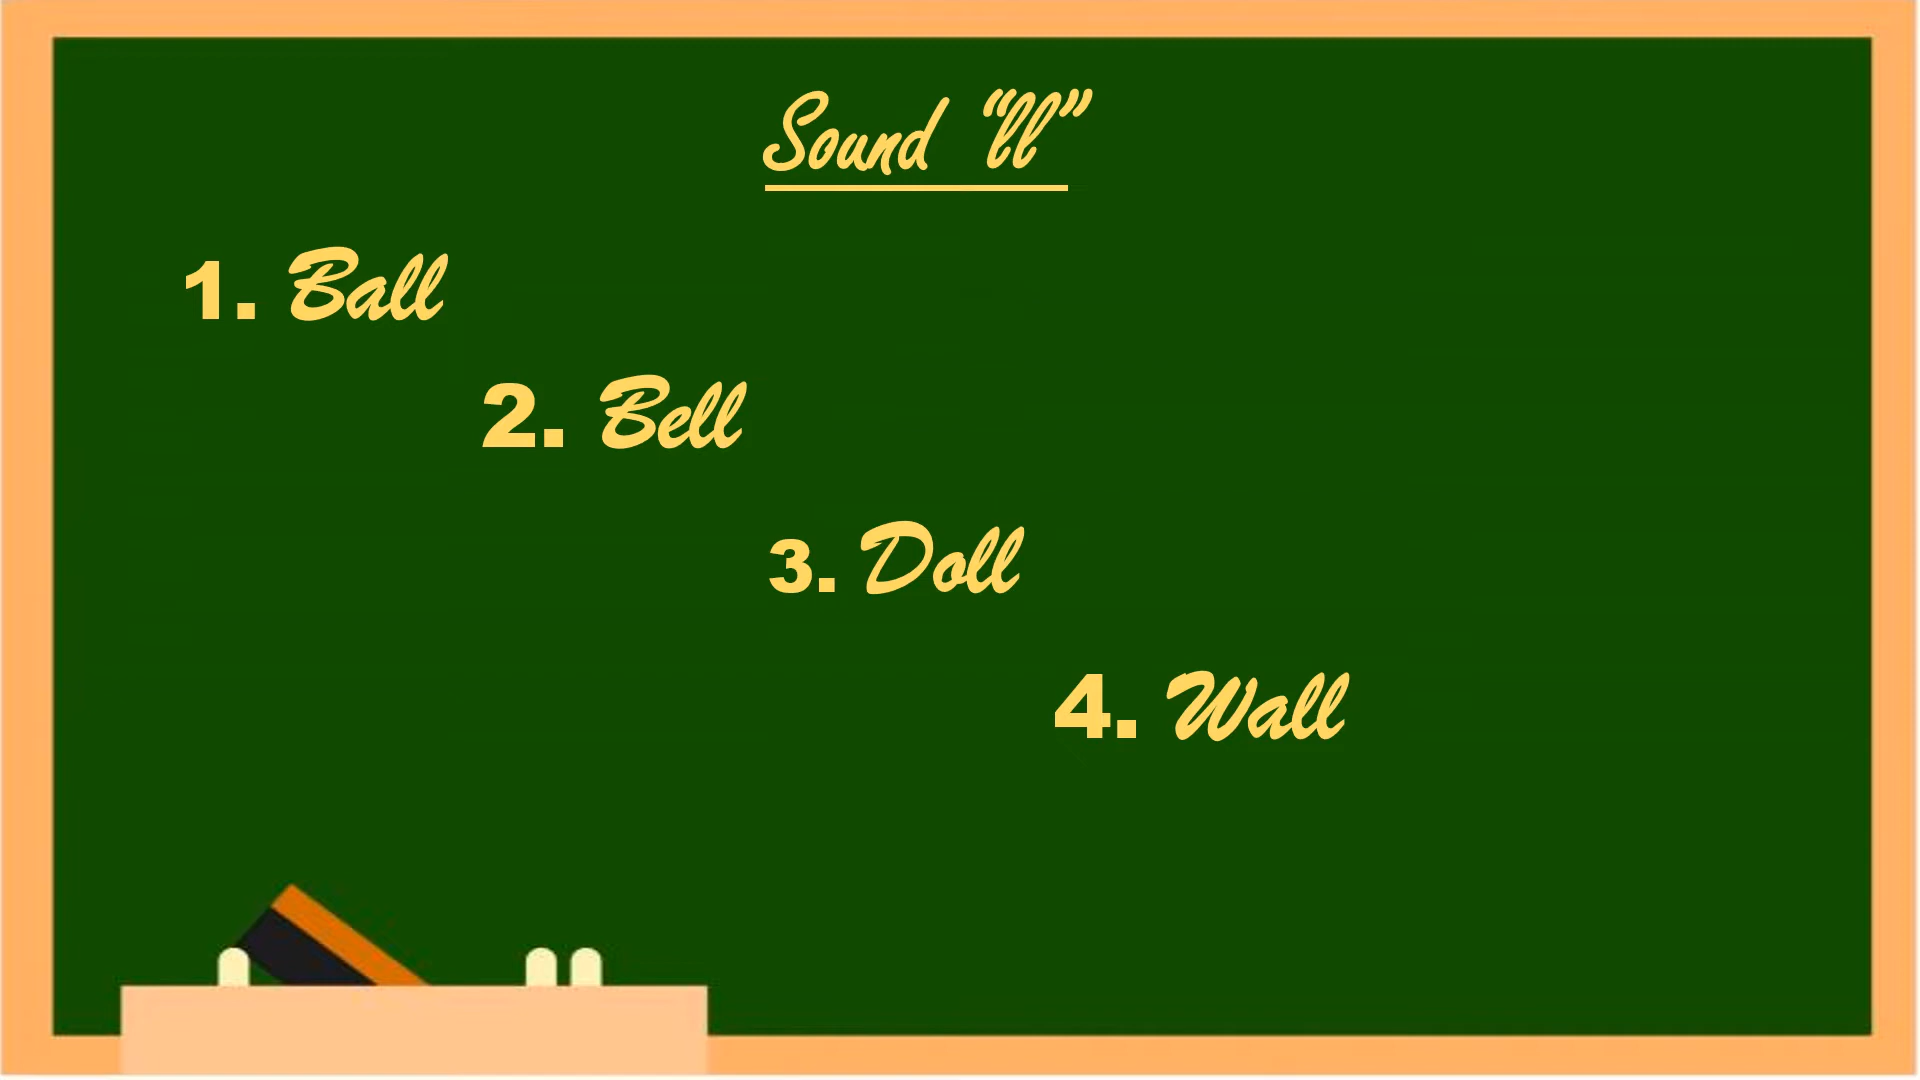 Sound “ll”
1. Ball
2. Bell
3. Doll
4. Wall